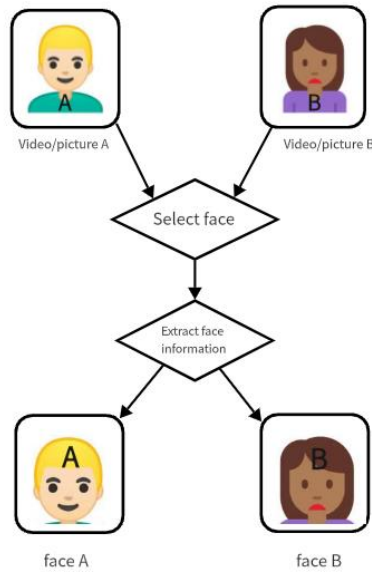 A
B
Video/picture A
Video/picture B
Select face
Extract face
information
A
B
face A
face B